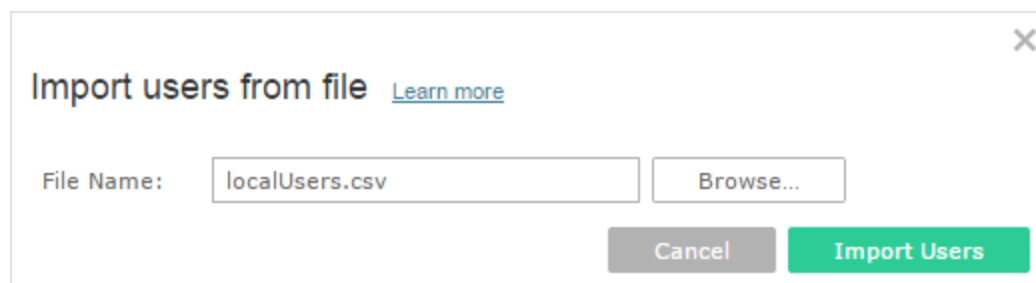 Import users from file Learn more
File Name: localUsers.csv Browse...
Cancel Import Users